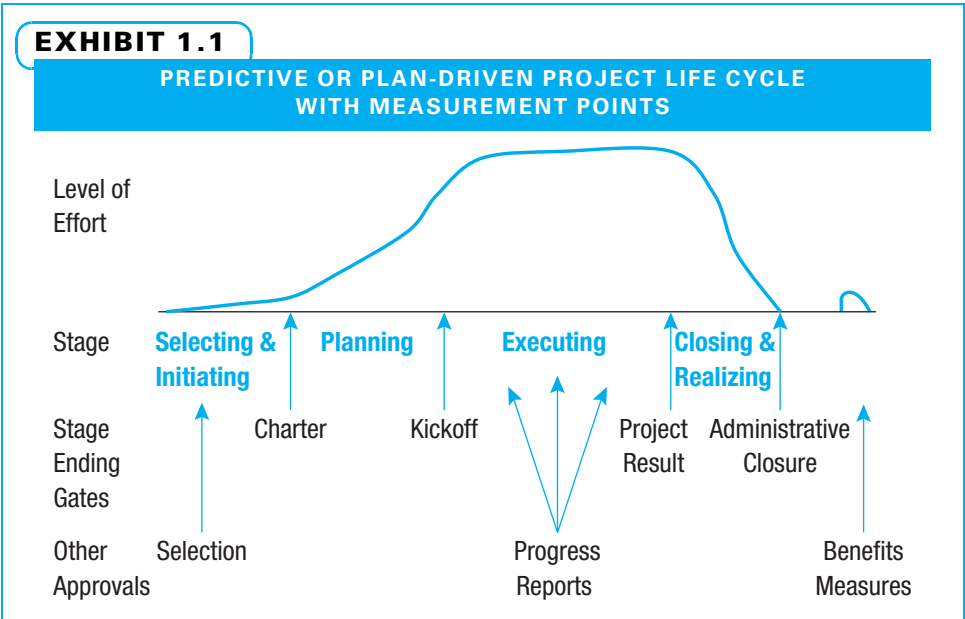 EXHIBIT 1.1
PREDICTIVE OR PLAN-DRIVEN PROJECT LIFE CYCLE
WITH MEASUREMENT POINTS
Level of
Effort
Stage
Selecting &
Initiating
Planning
Executing
Closing &
Realizing
Stage
Ending
Gates
Charter
Kickoff
Project
Result
Administrative
Closure
Other
Approvals
Selection
Progress
Reports
Benefits
Measures